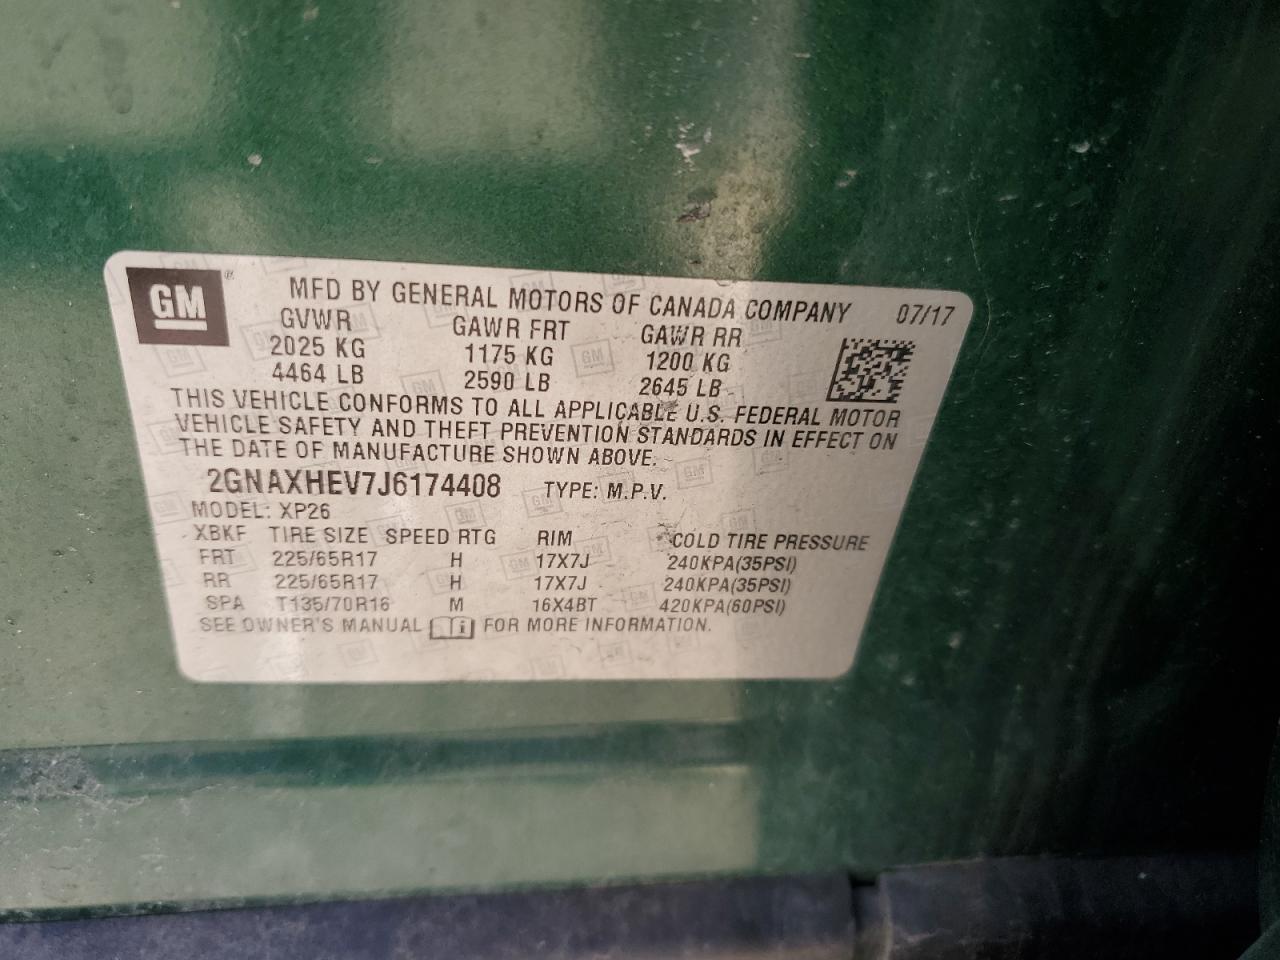 GM ®
MFD BY GENERAL MOTORS OF CANADA COMPANY 07/17
GVWR GAWR FRT GAWR RR
2025 KG 1175 KG 1200 KG
4464 LB 2590 LB 2645 LB
THIS VEHICLE CONFORMS TO ALL APPLICABLE U.S. FEDERAL MOTOR
VEHICLE SAFETY AND THEFT PREVENTION STANDARDS IN EFFECT ON
THE DATE OF MANUFACTURE SHOWN ABOVE.
2GNAXHEV7J6174408 TYPE: M.P.V.
MODEL: XP26
XBKF TIRE SIZE SPEED RTG RIM COLD TIRE PRESSURE
FRT 225/65R17 H 17X7J 240KPA(35PSI)
RR 225/65R17 H 17X7J 240KPA(35PSI)
SPA T135/70R16 M 16X4BT 420KPA(60PSI)
SEE OWNER'S MANUAL i FOR MORE INFORMATION.